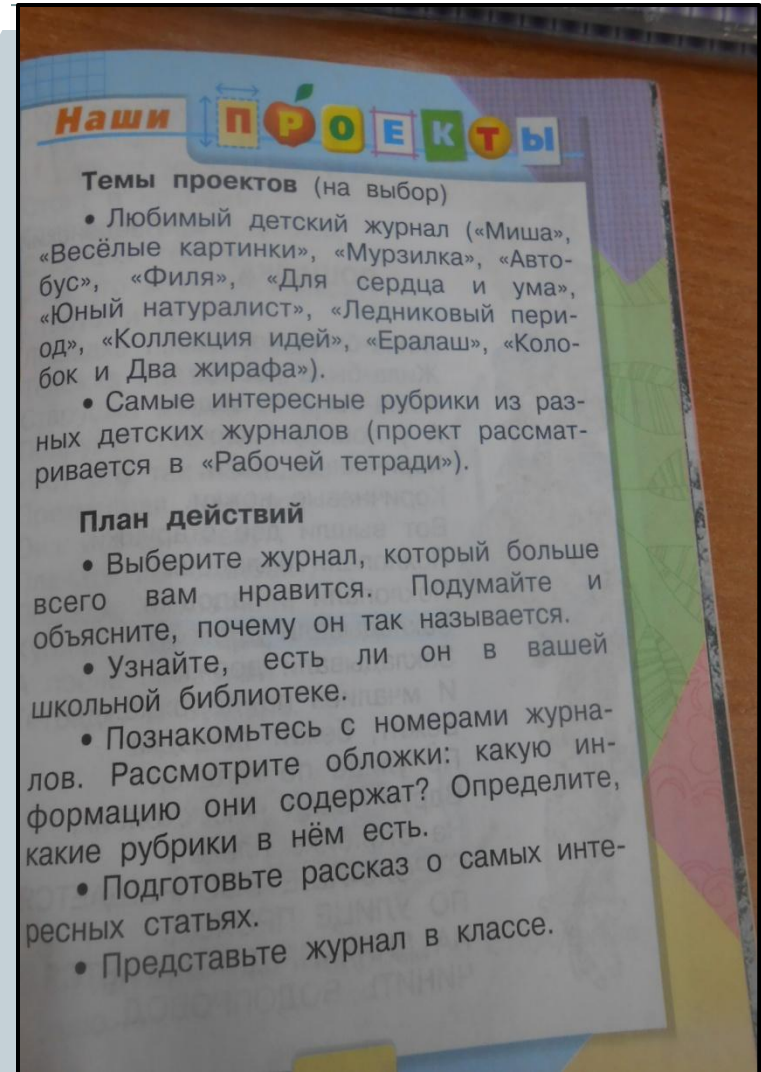 Наши ПРОЕКТЫ
Темы проектов (на выбор)
• Любимый детский журнал («Миша»,
«Весёлые картинки», «Мурзилка», «Авто-
бус», «Филя», «Для сердца и ума»,
«Юный натуралист», «Ледниковый пери-
од», «Коллекция идей», «Ералаш», «Коло-
бок и Два жирафа»).
• Самые интересные рубрики из раз-
ных детских журналов (проект рассмат-
ривается в «Рабочей тетради»).
План действий
• Выберите журнал, который больше
всего вам нравится. Подумайте и
объясните, почему он так называется.
• Узнайте, есть ли он в вашей
школьной библиотеке.
• Познакомьтесь с номерами журна-
лов. Рассмотрите обложки: какую ин-
формацию они содержат? Определите,
какие рубрики в нём есть.
• Подготовьте рассказ о самых инте-
ресных статьях.
• Представьте журнал в классе.